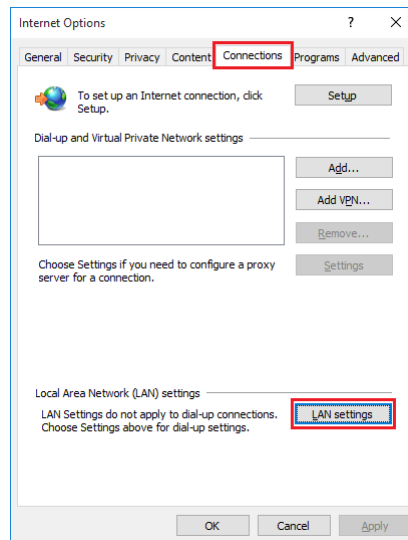 Internet Options ? X
General Security Privacy Content Connections Programs Advanced
To set up an Internet connection, click
Setup.
Setup
Dial-up and Virtual Private Network settings
Add...
Add VPN...
Remove...
Choose Settings if you need to configure a proxy
server for a connection.
Settings
Local Area Network (LAN) settings
LAN Settings do not apply to dial-up connections.
Choose Settings above for dial-up settings.
LAN settings
OK Cancel Apply